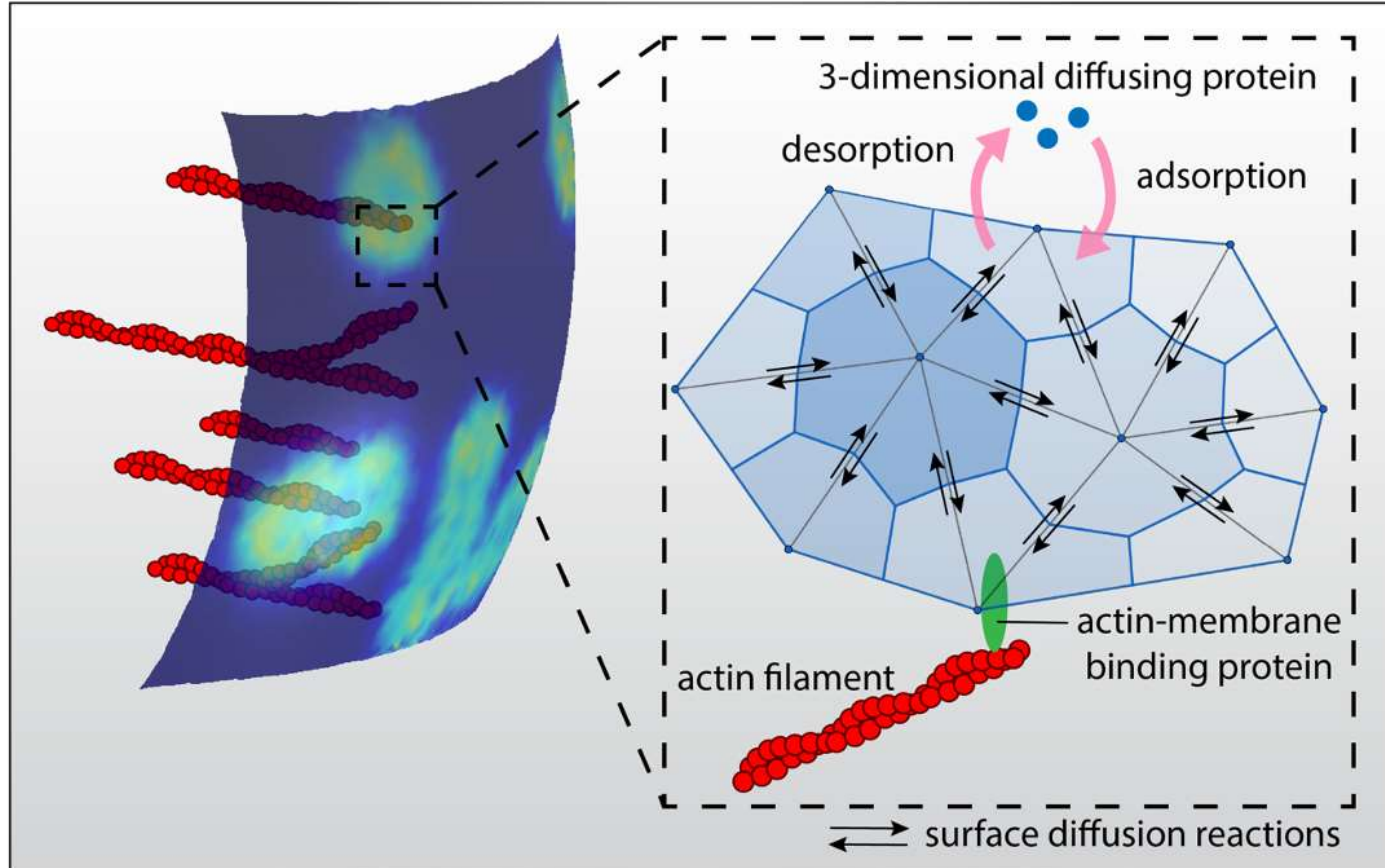 3-dimensional diffusing protein
desorption
adsorption
actin-membrane
binding protein
actin filament
surface diffusion reactions